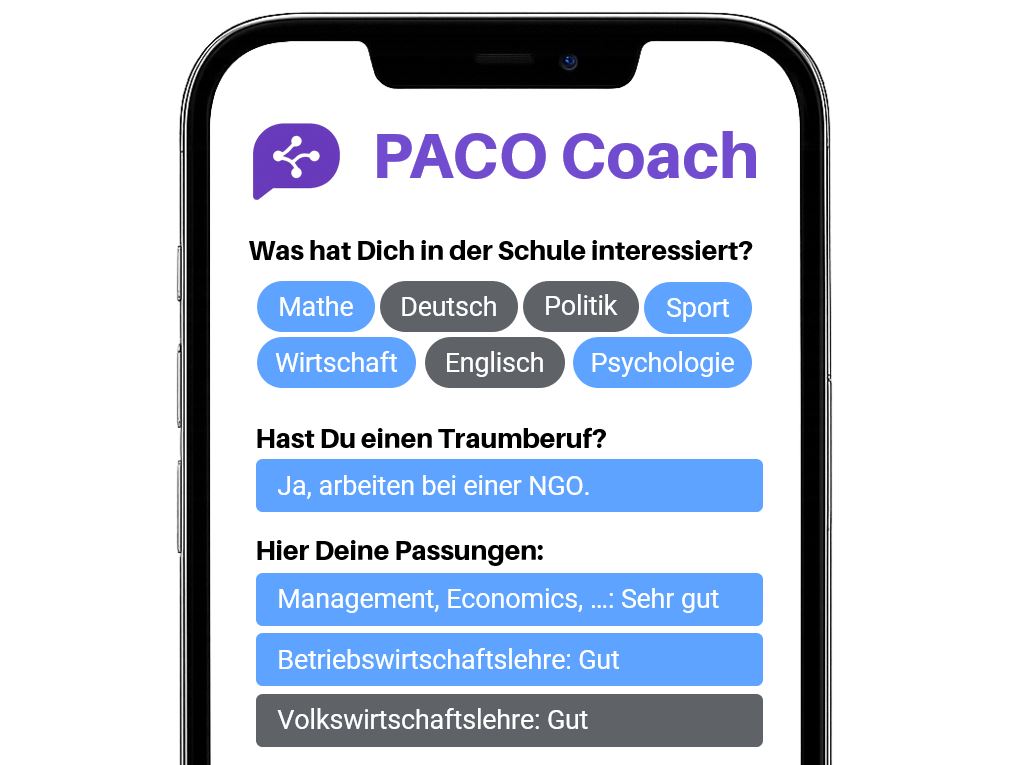 PACO Coach
Was hat Dich in der Schule interessiert?
Mathe Deutsch Politik Sport
Wirtschaft Englisch Psychologie
Hast Du einen Traumberuf?
Ja, arbeiten bei einer NGO.
Hier Deine Passungen:
Management, Economics, ...: Sehr gut
Betriebswirtschaftslehre: Gut
Volkswirtschaftslehre: Gut